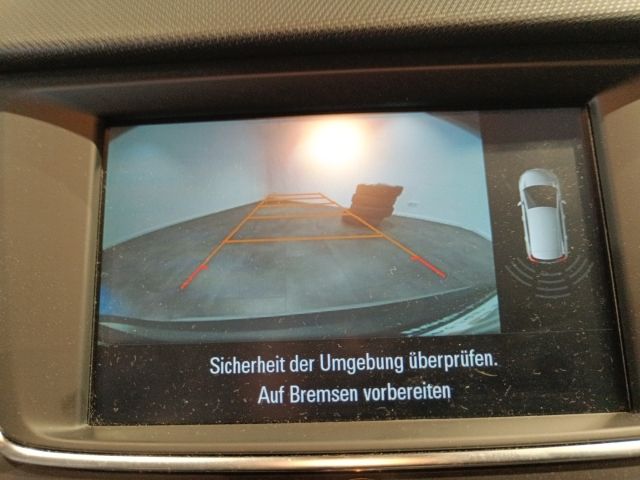 Sicherheit der Umgebung überprüfen.
Auf Bremsen vorbereiten